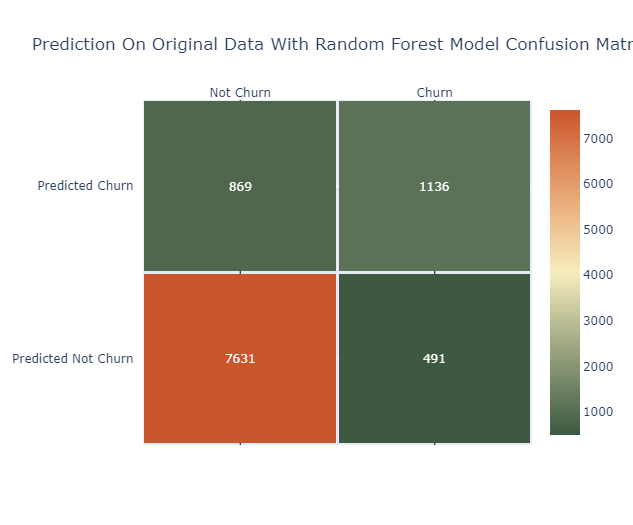 Prediction On Original Data With Random Forest Model Confusion Matr
Not Churn Churn
Predicted Churn 869 1136
Predicted Not Churn 7631 491
7000
6000
5000
4000
3000
2000
1000